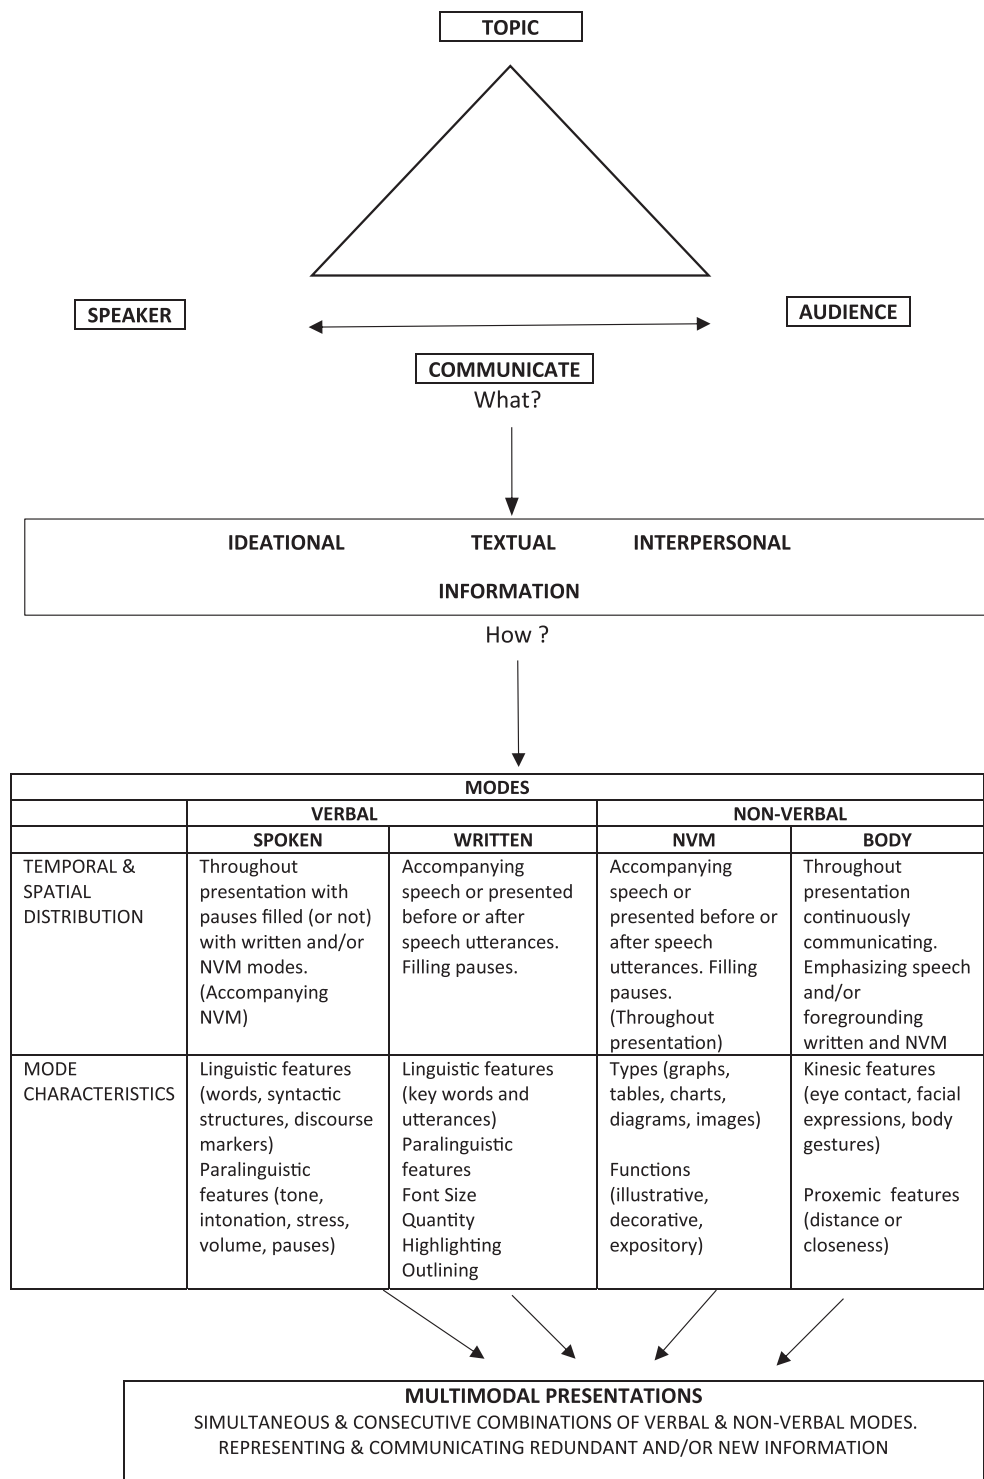 TOPIC
SPEAKER
AUDIENCE
COMMUNICATE
What?
IDEATIONAL TEXTUAL INTERPERSONAL
INFORMATION
How ?
MODES
VERBAL NON-VERBAL
SPOKEN WRITTEN NVM BODY
TEMPORAL &
SPATIAL
DISTRIBUTION
Throughout
presentation with
pauses filled (or not)
with written and/or
NVM modes.
(Accompanying
NVM)
Accompanying
speech or presented
before or after
speech utterances.
Filling pauses.
Accompanying
speech or
presented before or
after speech
utterances. Filling
pauses.
(Throughout
presentation)
Throughout
presentation
continuously
communicating.
Emphasizing speech
and/or
foregrounding
written and NVM
MODE
CHARACTERISTICS
Linguistic features
(words, syntactic
structures, discourse
markers)
Paralinguistic
features (tone,
intonation, stress,
volume, pauses)
Linguistic features
(key words and
utterances)
Paralinguistic
features
Font Size
Quantity
Highlighting
Outlining
Types (graphs,
tables, charts,
diagrams, images)
Functions
(illustrative,
decorative,
expository)
Kinesic features
(eye contact, facial
expressions, body
gestures)
Proxemic features
(distance or
closeness)
MULTIMODAL PRESENTATIONS
SIMULTANEOUS & CONSECUTIVE COMBINATIONS OF VERBAL & NON-VERBAL MODES.
REPRESENTING & COMMUNICATING REDUNDANT AND/OR NEW INFORMATION